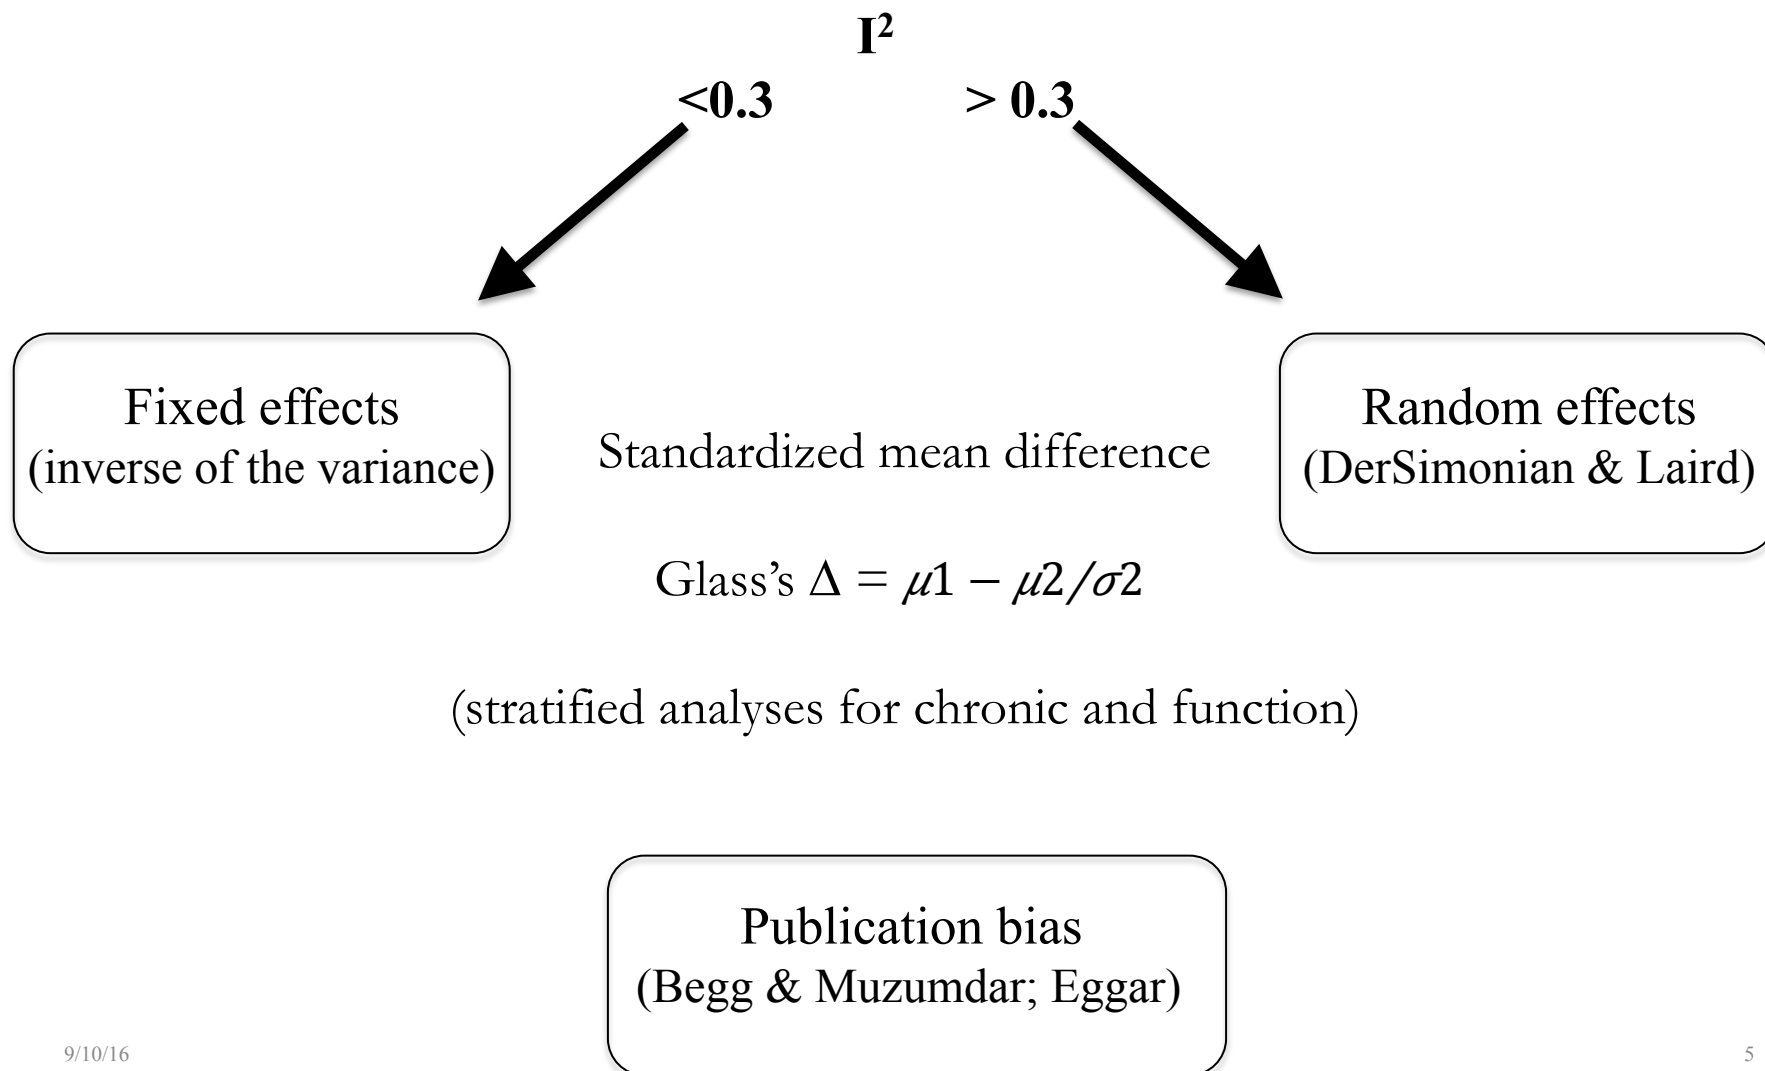 I²
<0.3 > 0.3
Fixed effects
(inverse of the variance)
Standardized mean difference
Random effects
(DerSimonian & Laird)
Glass’s Δ = μ1 − μ2/σ2
(stratified analyses for chronic and function)
Publication bias
(Begg & Muzumdar; Eggar)
9/10/16
5